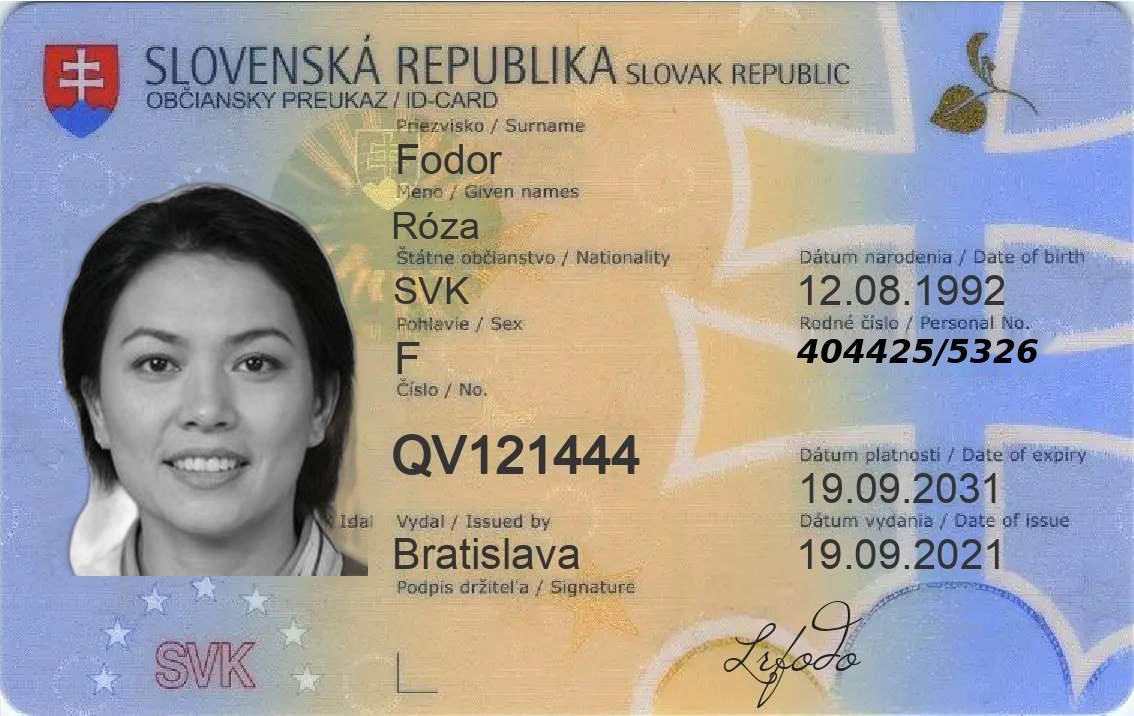 SLOVENSKÁ REPUBLIKA SLOVAK REPUBLIC
OBČIANSKY PREUKAZ / ID-CARD
Priezvisko / Surname
Fodor
Meno / Given names
Róza
Štátne občianstvo / Nationality
SVK
Dátum narodenia / Date of birth
12.08.1992
Pohlavie / Sex
F
Rodné číslo / Personal No.
404425/5326
Číslo / No.
QV121444
Dátum platnosti / Date of expiry
19.09.2031
Vydal / Issued by
Bratislava
Dátum vydania / Date of issue
19.09.2021
Podpis držiteľa / Signature
SVK